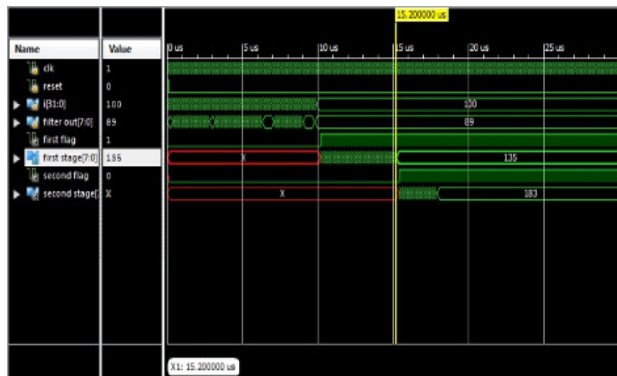 15.200000 us
Name Value
0 us 5 us 10 us 15 us 20 us 25 us
clk 1
reset 0
i[31:0] 100 100
filter out[7:0] 89 89
first flag 1
first stage[7:0] 135 X 135
second flag 0
second stage[ X X 183
X1: 15.200000 us